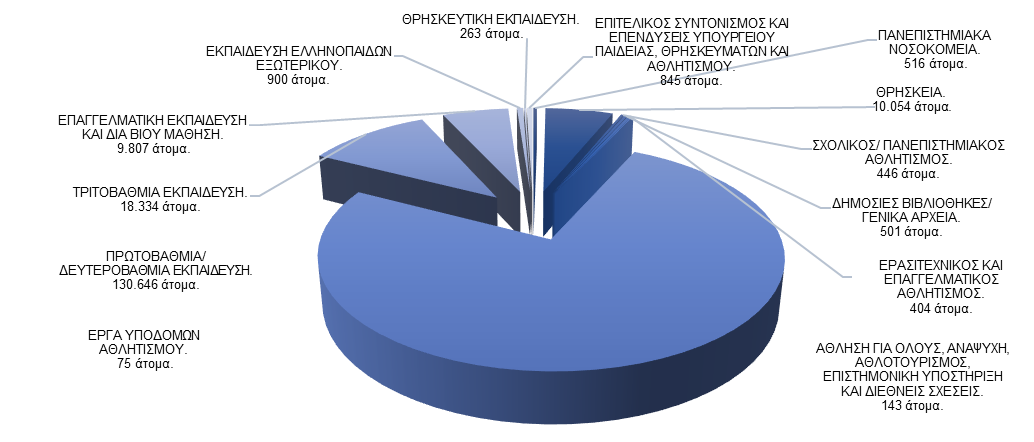 ΘΡΗΣΚΕΥΤΙΚΗ ΕΚΠΑΙΔΕΥΣΗ.
263 άτομα.
ΕΠΙΤΕΛΙΚΟΣ ΣΥΝΤΟΝΙΣΜΟΣ ΚΑΙ
ΕΠΕΝΔΥΣΕΙΣ ΥΠΟΥΡΓΕΙΟΥ
ΠΑΙΔΕΙΑΣ, ΘΡΗΣΚΕΥΜΑΤΩΝ ΚΑΙ
ΑΘΛΗΤΙΣΜΟΥ.
845 άτομα.
ΠΑΝΕΠΙΣΤΗΜΙΑΚΑ
ΝΟΣΟΚΟΜΕΙΑ.
516 άτομα.
ΘΡΗΣΚΕΙΑ.
10.054 άτομα.
ΣΧΟΛΙΚΟΣ/ ΠΑΝΕΠΙΣΤΗΜΙΑΚΟΣ
ΑΘΛΗΤΙΣΜΟΣ.
446 άτομα.
ΔΗΜΟΣΙΕΣ ΒΙΒΛΙΟΘΗΚΕΣ/
ΓΕΝΙΚΑ ΑΡΧΕΙΑ.
501 άτομα.
ΕΡΑΣΙΤΕΧΝΙΚΟΣ ΚΑΙ
ΕΠΑΓΓΕΛΜΑΤΙΚΟΣ
ΑΘΛΗΤΙΣΜΟΣ.
404 άτομα.
ΑΘΛΗΣΗ ΓΙΑ ΟΛΟΥΣ, ΑΝΑΨΥΧΗ,
ΑΘΛΟΤΟΥΡΙΣΜΟΣ,
ΕΠΙΣΤΗΜΟΝΙΚΗ ΥΠΟΣΤΗΡΙΞΗ
ΚΑΙ ΔΙΕΘΝΕΙΣ ΣΧΕΣΕΙΣ.
143 άτομα.
ΕΚΠΑΙΔΕΥΣΗ ΕΛΛΗΝΟΠΑΙΔΩΝ
ΕΞΩΤΕΡΙΚΟΥ.
900 άτομα.
ΕΠΑΓΓΕΛΜΑΤΙΚΗ ΕΚΠΑΙΔΕΥΣΗ
ΚΑΙ ΔΙΑ ΒΙΟΥ ΜΑΘΗΣΗ.
9.807 άτομα.
ΤΡΙΤΟΒΑΘΜΙΑ ΕΚΠΑΙΔΕΥΣΗ.
18.334 άτομα.
ΠΡΩΤΟΒΑΘΜΙΑ/
ΔΕΥΤΕΡΟΒΑΘΜΙΑ ΕΚΠΑΙΔΕΥΣΗ.
130.646 άτομα.
ΕΡΓΑ ΥΠΟΔΟΜΩΝ
ΑΘΛΗΤΙΣΜΟΥ.
75 άτομα.